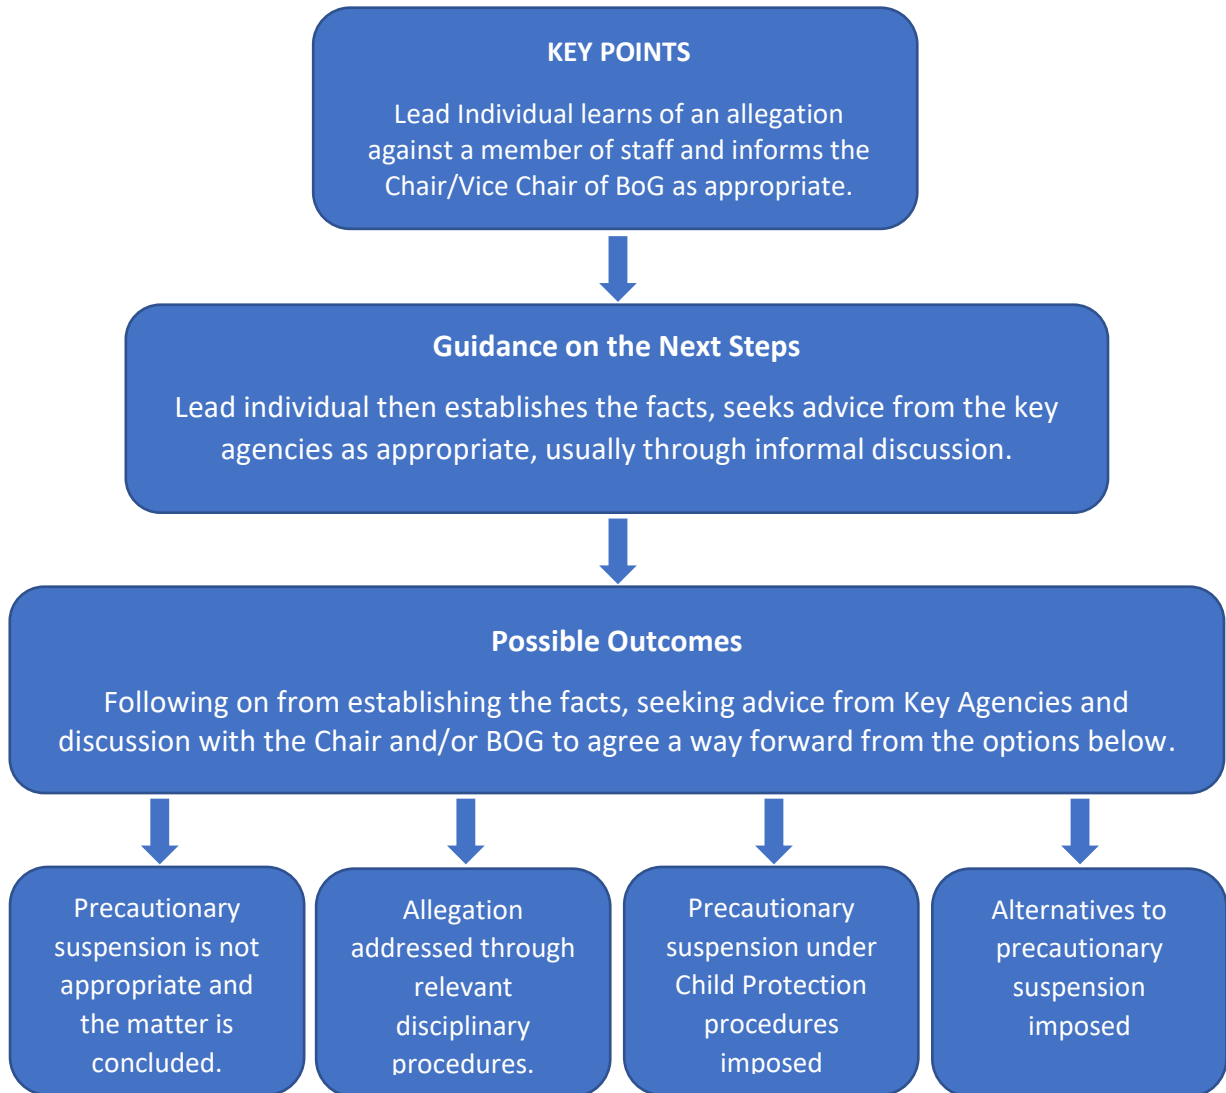 KEY POINTS
Lead Individual learns of an allegation
against a member of staff and informs the
Chair/Vice Chair of BoG as appropriate.
Guidance on the Next Steps
Lead individual then establishes the facts, seeks advice from the key
agencies as appropriate, usually through informal discussion.
Possible Outcomes
Following on from establishing the facts, seeking advice from Key Agencies and
discussion with the Chair and/or BOG to agree a way forward from the options below.
Precautionary
suspension is not
appropriate and
the matter is
concluded.
Allegation
addressed through
relevant
disciplinary
procedures.
Precautionary
suspension under
Child Protection
procedures
imposed
Alternatives to
precautionary
suspension
imposed